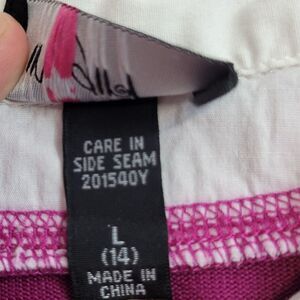 CARE IN
SIDE SEAM
201540Y
L
(14)
MADE IN
CHINA